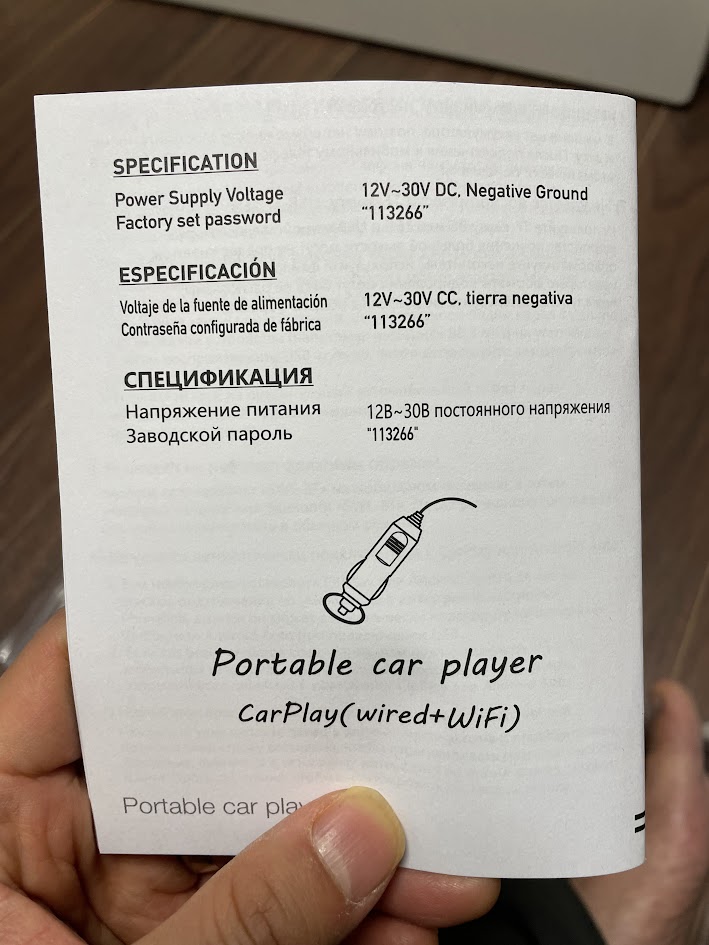 SPECIFICATION
Power Supply Voltage 12V~30V DC, Negative Ground
Factory set password “113266”
ESPECIFICACIÓN
Voltaje de la fuente de alimentación 12V~30V CC, tierra negativa
Contraseña configurada de fábrica “113266”
СПЕЦИФИКАЦИЯ
Напряжение питания 12В~30В постоянного напряжения
Заводской пароль "113266"
Portable car player
CarPlay(wired+WiFi)
Portable car